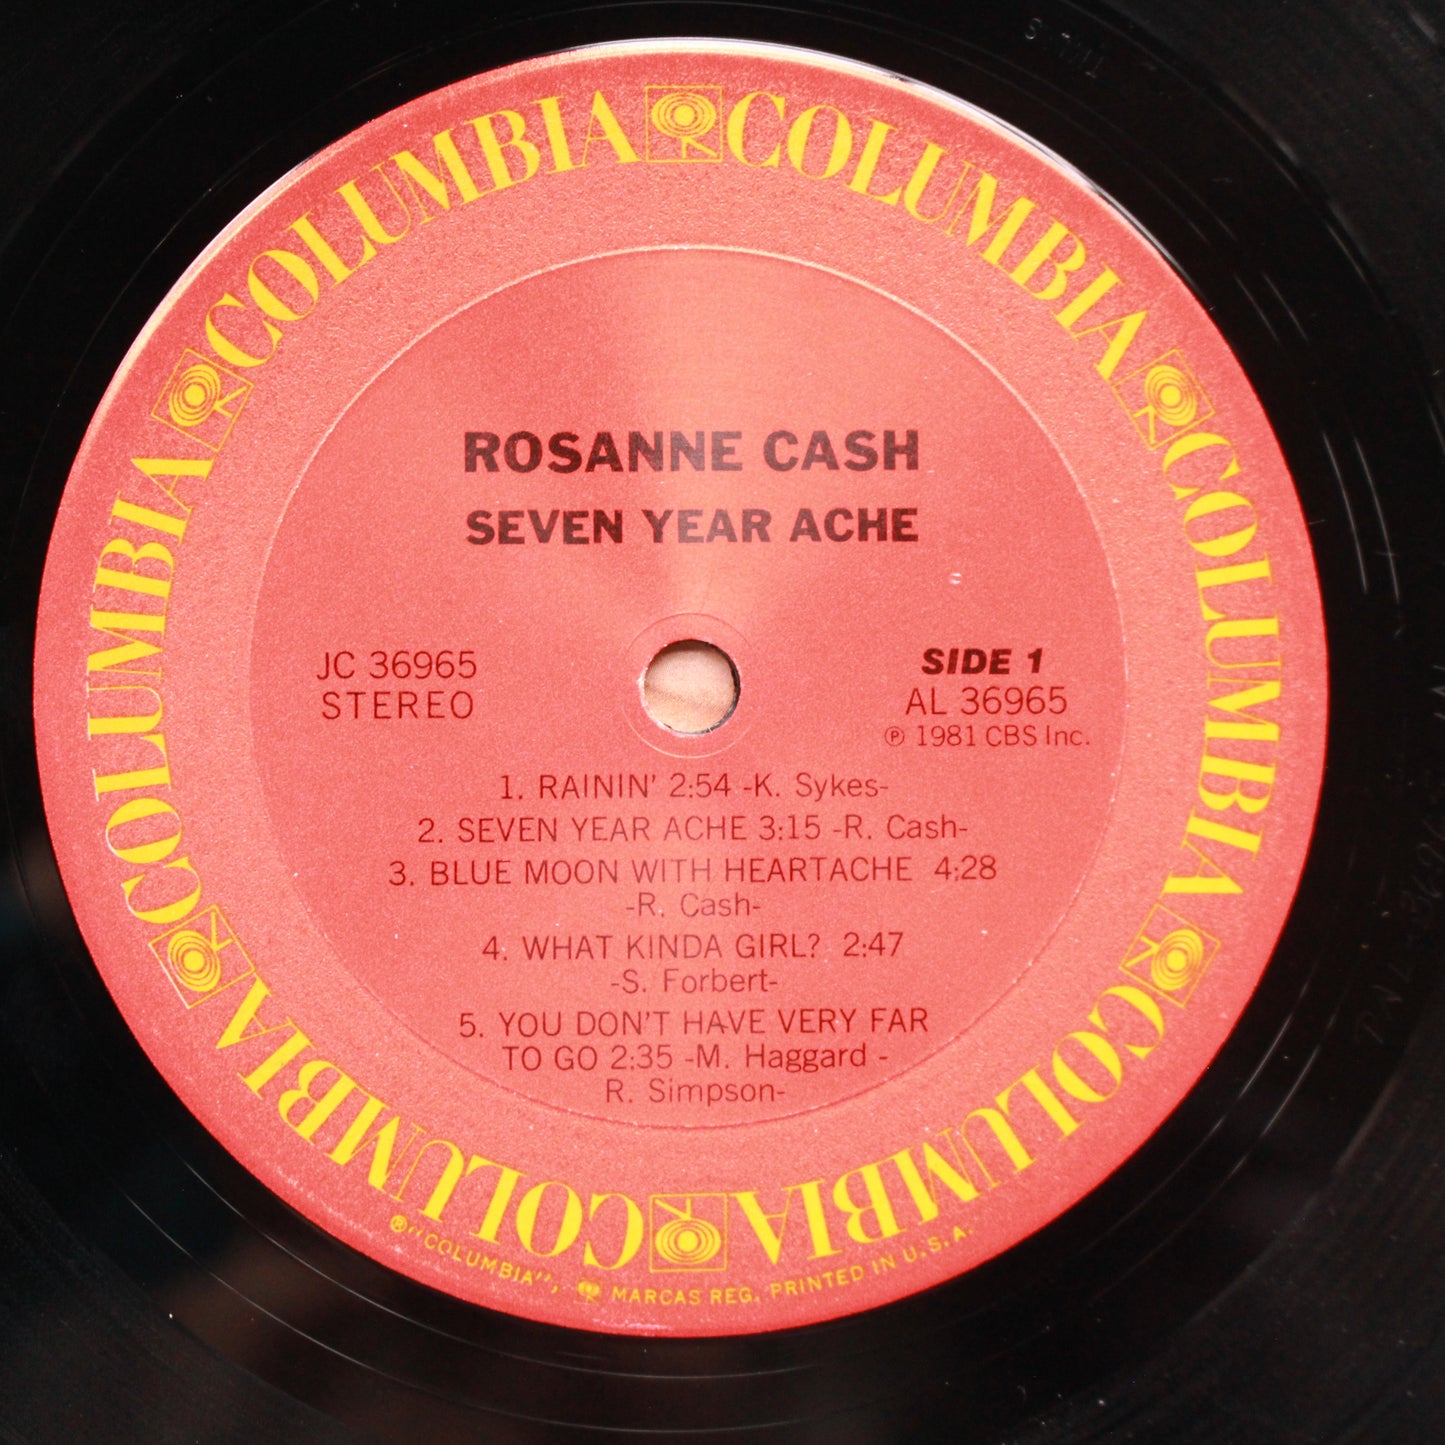 COLUMBIA COLUMBIA COLUMBIA COLUMBIA COLUMBIA COLUMBIA
ROSANNE CASH
SEVEN YEAR ACHE
JC 36965
STEREO
SIDE 1
AL 36965
℗ 1981 CBS Inc.
1. RAININ' 2:54 -K. Sykes-
2. SEVEN YEAR ACHE 3:15 -R. Cash-
3. BLUE MOON WITH HEARTACHE 4:28
-R. Cash-
4. WHAT KINDA GIRL? 2:47
-S. Forbert-
5. YOU DON'T HAVE VERY FAR
TO GO 2:35 -M. Haggard -
R. Simpson-
® "COLUMBIA", MARCAS REG. PRINTED IN U.S.A.